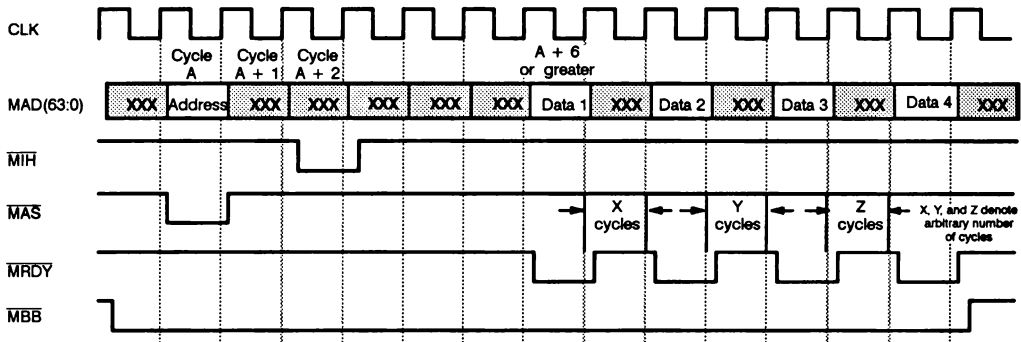 CLK
Cycle A
Cycle A + 1
Cycle A + 2
A + 6 or greater
MAD(63:0) XXX Address XXX XXX XXX XXX XXX Data 1 XXX Data 2 XXX Data 3 XXX Data 4 XXX
MIH
MAS
X cycles
Y cycles
Z cycles
X, Y, and Z denote
arbitrary number
of cycles
MRDY
MBB